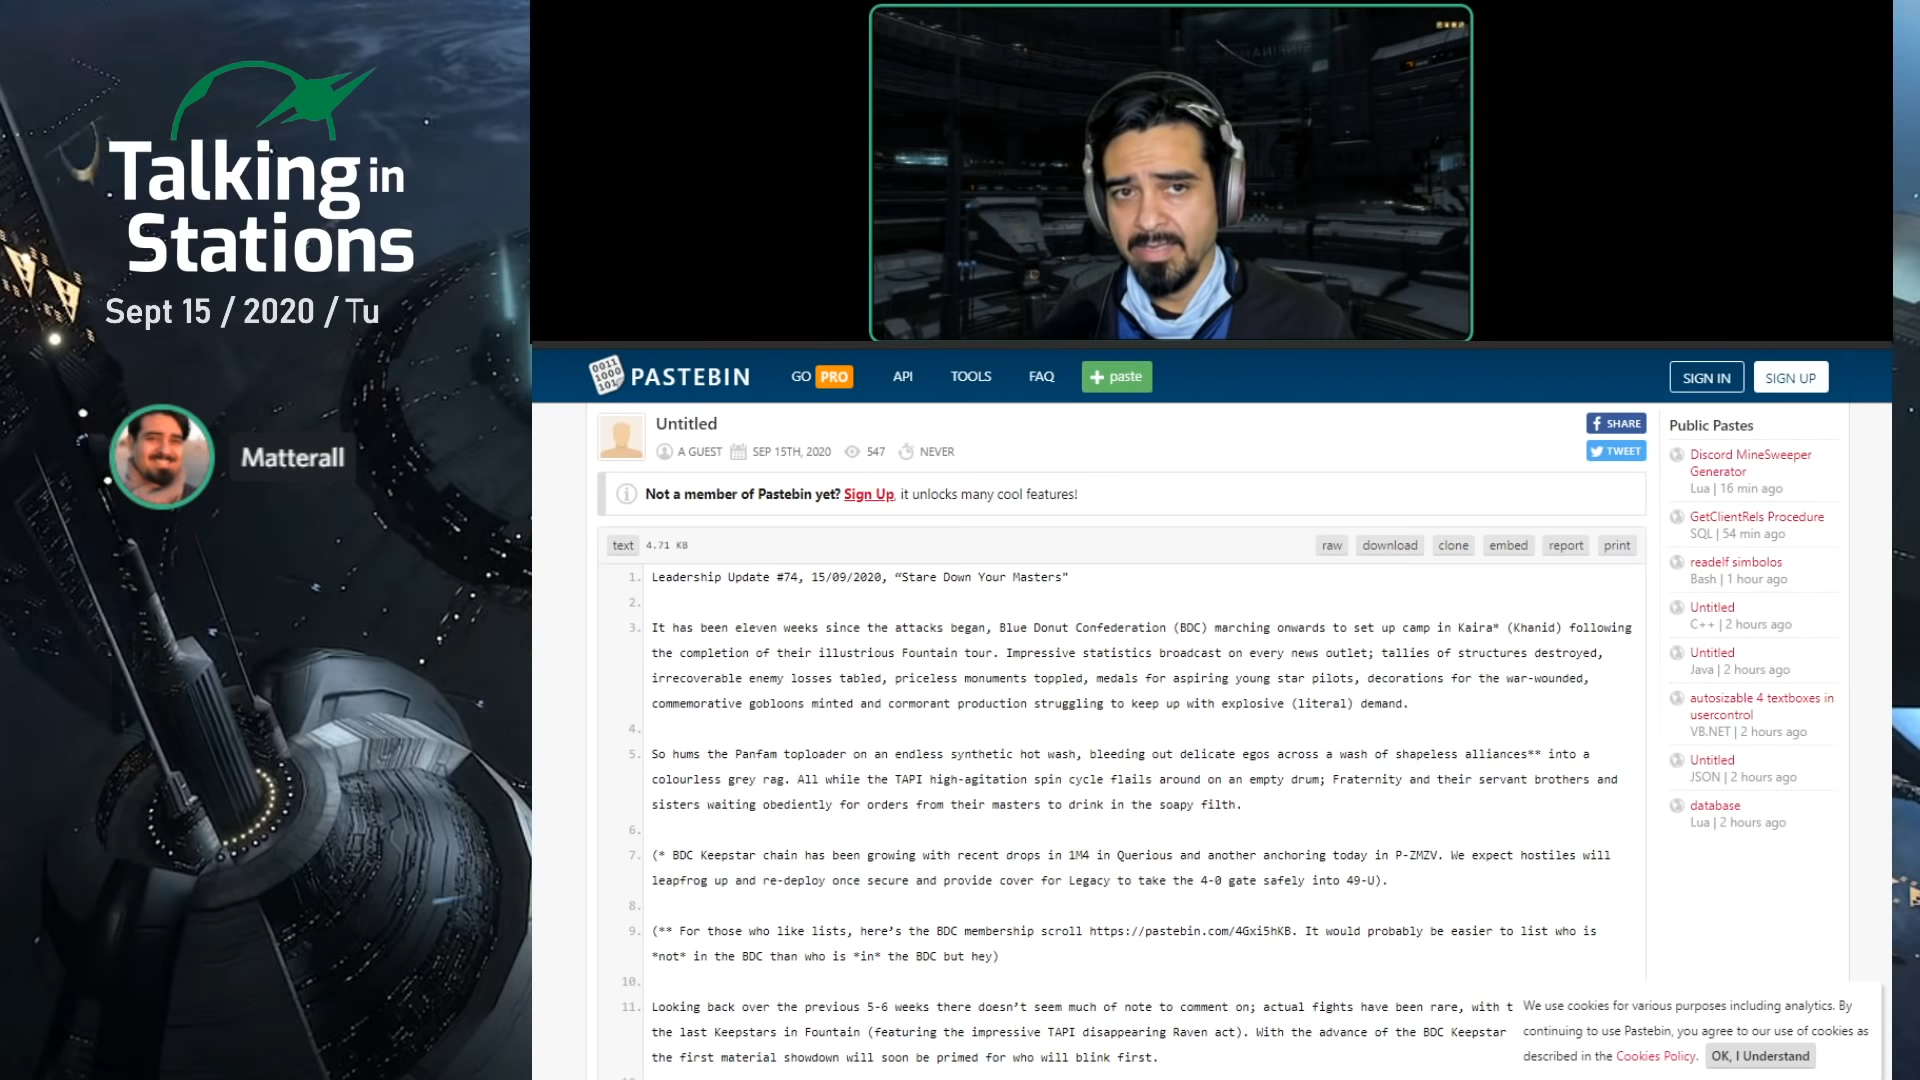 Talking in
Stations
Sept 15 / 2020 / Tu
Matterall
PASTEBIN
GO PRO
API
TOOLS
FAQ
+ paste
SIGN IN
SIGN UP
Untitled
A GUEST
SEP 15TH, 2020
547
NEVER
SHARE
TWEET
Not a member of Pastebin yet? Sign Up, it unlocks many cool features!
text 4.71 KB
raw
download
clone
embed
report
print
1. Leadership Update #74, 15/09/2020, “Stare Down Your Masters"
2.
3. It has been eleven weeks since the attacks began, Blue Donut Confederation (BDC) marching onwards to set up camp in Kaira* (Khanid) following
the completion of their illustrious Fountain tour. Impressive statistics broadcast on every news outlet; tallies of structures destroyed,
irrecoverable enemy losses tabled, priceless monuments toppled, medals for aspiring young star pilots, decorations for the war-wounded,
commemorative gobloons minted and cormorant production struggling to keep up with explosive (literal) demand.
4.
5. So hums the Panfam toploader on an endless synthetic hot wash, bleeding out delicate egos across a wash of shapeless alliances** into a
colourless grey rag. All while the TAPI high-agitation spin cycle flails around on an empty drum; Fraternity and their servant brothers and
sisters waiting obediently for orders from their masters to drink in the soapy filth.
6.
7. (* BDC Keepstar chain has been growing with recent drops in 1M4 in Querious and another anchoring today in P-ZMZV. We expect hostiles will
leapfrog up and re-deploy once secure and provide cover for Legacy to take the 4-0 gate safely into 49-U).
8.
9. (** For those who like lists, here’s the BDC membership scroll https://pastebin.com/4Gxi5hKB. It would probably be easier to list who is
*not* in the BDC than who is *in* the BDC but hey)
10.
11. Looking back over the previous 5-6 weeks there doesn’t seem much of note to comment on; actual fights have been rare, with t
the last Keepstars in Fountain (featuring the impressive TAPI disappearing Raven act). With the advance of the BDC Keepstar
the first material showdown will soon be primed for who will blink first.
Public Pastes
Discord MineSweeper
Generator
Lua | 16 min ago
GetClientRels Procedure
SQL | 54 min ago
readelf simbolos
Bash | 1 hour ago
Untitled
C++ | 2 hours ago
Untitled
Java | 2 hours ago
autosizable 4 textboxes in
usercontrol
VB.NET | 2 hours ago
Untitled
JSON | 2 hours ago
database
Lua | 2 hours ago
We use cookies for various purposes including analytics. By
continuing to use Pastebin, you agree to our use of cookies as
described in the Cookies Policy. OK, I Understand